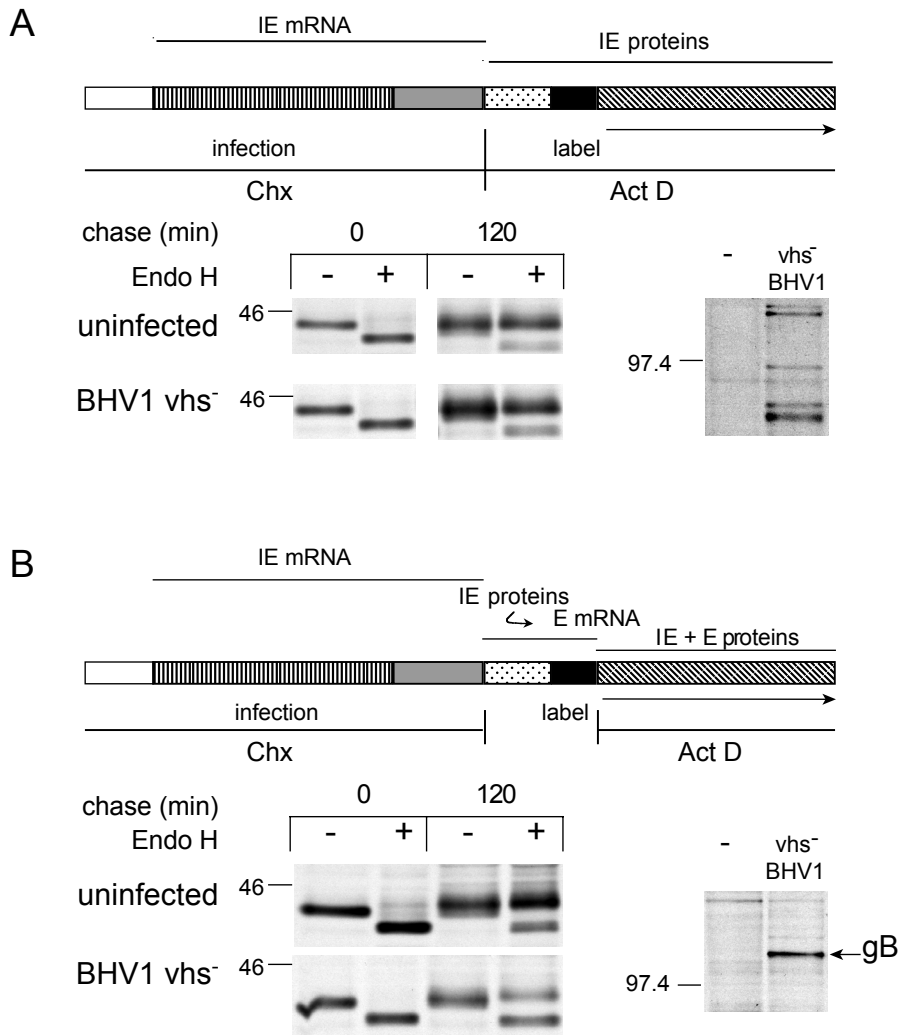 A
IE mRNA
IE proteins
infection
label
Chx
Act D
chase (min)
0
120
Endo H
- + - +
uninfected
46
BHV1 vhs⁻
46
-
vhs⁻
BHV1
97.4
B
IE mRNA
IE proteins
E mRNA
IE + E proteins
infection
label
Chx
Act D
chase (min)
0
120
Endo H
- + - +
uninfected
46
BHV1 vhs⁻
46
-
vhs⁻
BHV1
gB
97.4